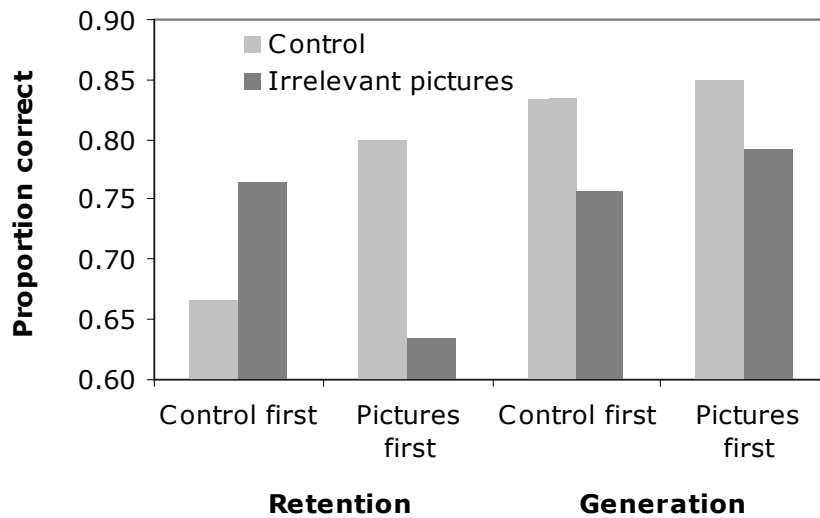 0.90
0.85
0.80
0.75
0.70
0.65
0.60
Proportion correct
Control
Irrelevant pictures
Control first
Pictures
first
Control first
Pictures
first
Retention
Generation